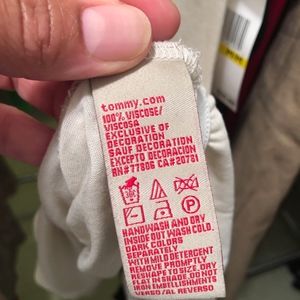 tommy.com
100% VISCOSE/
VISCOSA
EXCLUSIVE OF
DECORATION
SAUF DECORATION
EXCEPTO DECORACION
RN#77806 CA#20781
P
HANDWASH AND DRY
INSIDE OUT WASH COLD.
DARK COLORS
SEPARATELY
WITH MILD DETERGENT
REMOVE PROMPTLY
RESHAPE TO SIZE. DRY
FLAT IN SHADE. DO NOT
IRON EMBELLISHMENTS
M